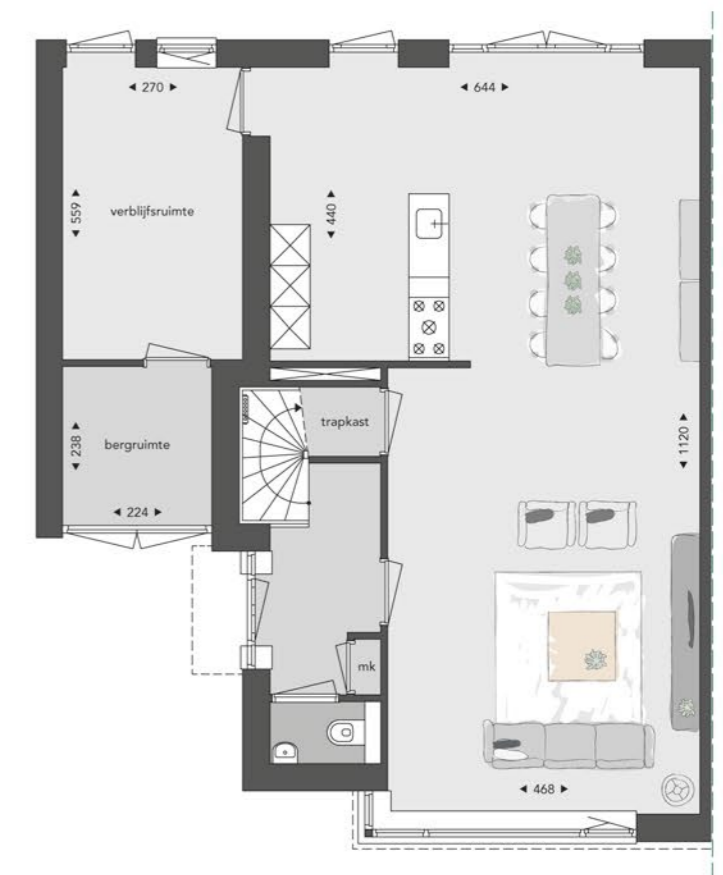 ◄ 270 ►
◄ 644 ►
◄ 559 ►
verblijfsruimte
◄ 440 ►
trapkast
◄ 238 ►
bergruimte
◄ 1120 ►
◄ 224 ►
mk
◄ 468 ►